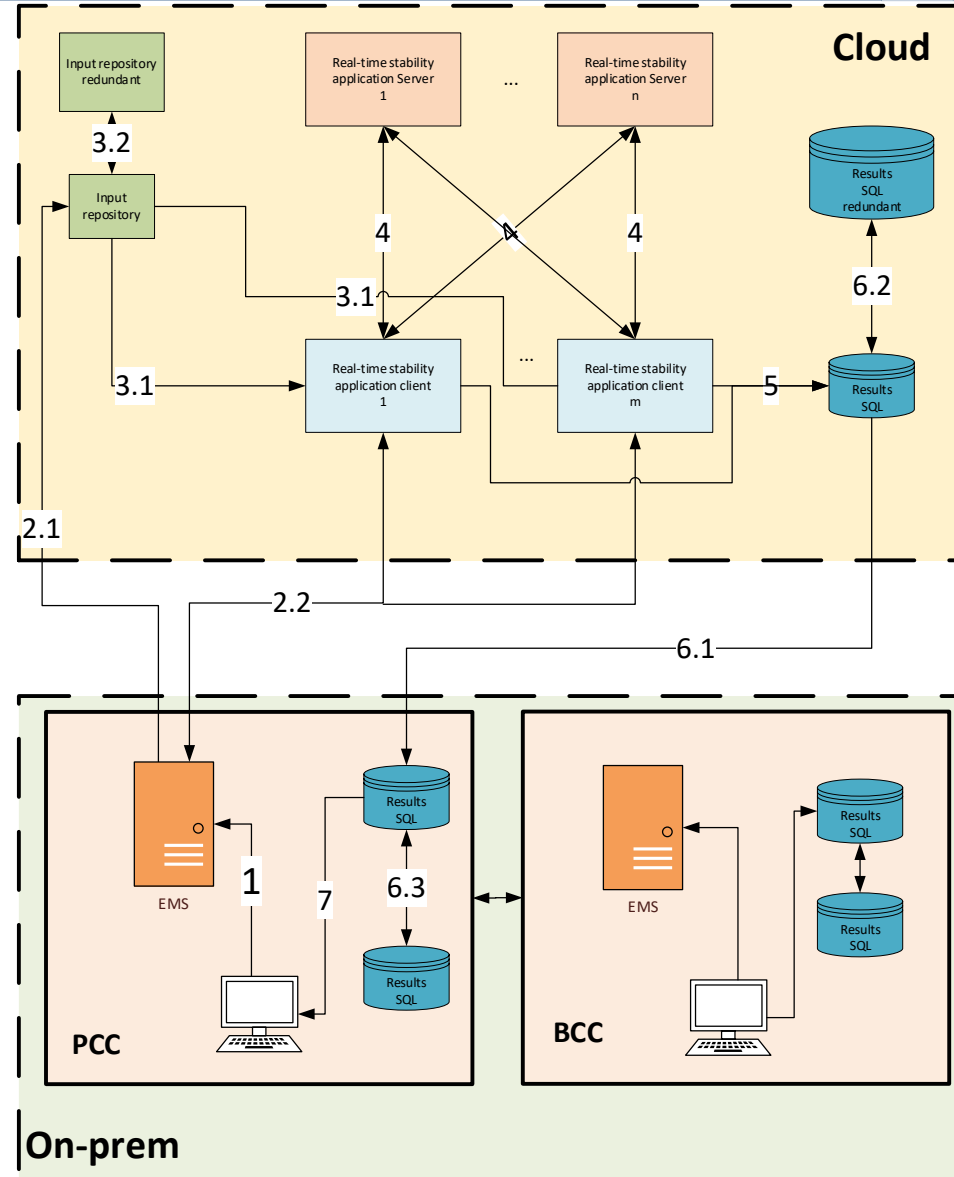 Cloud
Input repository
redundant
Real-time stability
application Server
1
...
Real-time stability
application Server
n
3.2
Input
repository
Results
SQL
redundant
4
4
4
6.2
3.1
3.1
Real-time stability
application client
1
...
Real-time stability
application client
m
5
Results
SQL
2.1
2.2
6.1
EMS
1
7
Results
SQL
6.3
Results
SQL
PCC
EMS
Results
SQL
Results
SQL
BCC
On-prem